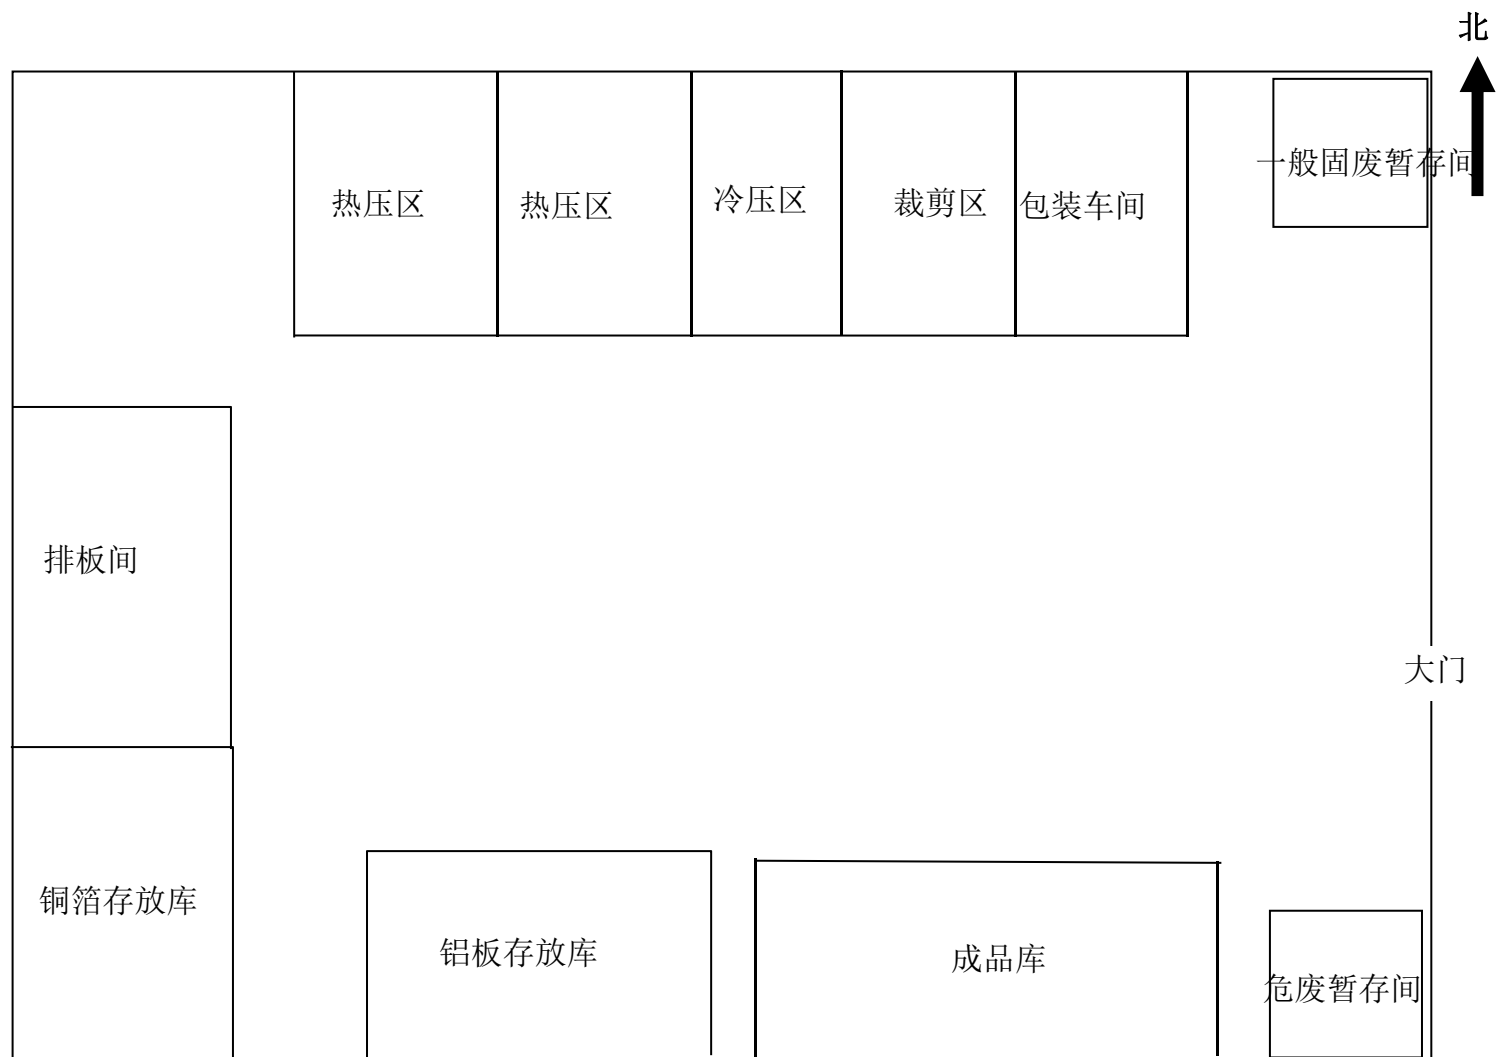 北
一般固废暂存间
热压区
热压区
冷压区
裁剪区
包装车间
排板间
大门
铜箔存放库
铝板存放库
成品库
危废暂存间